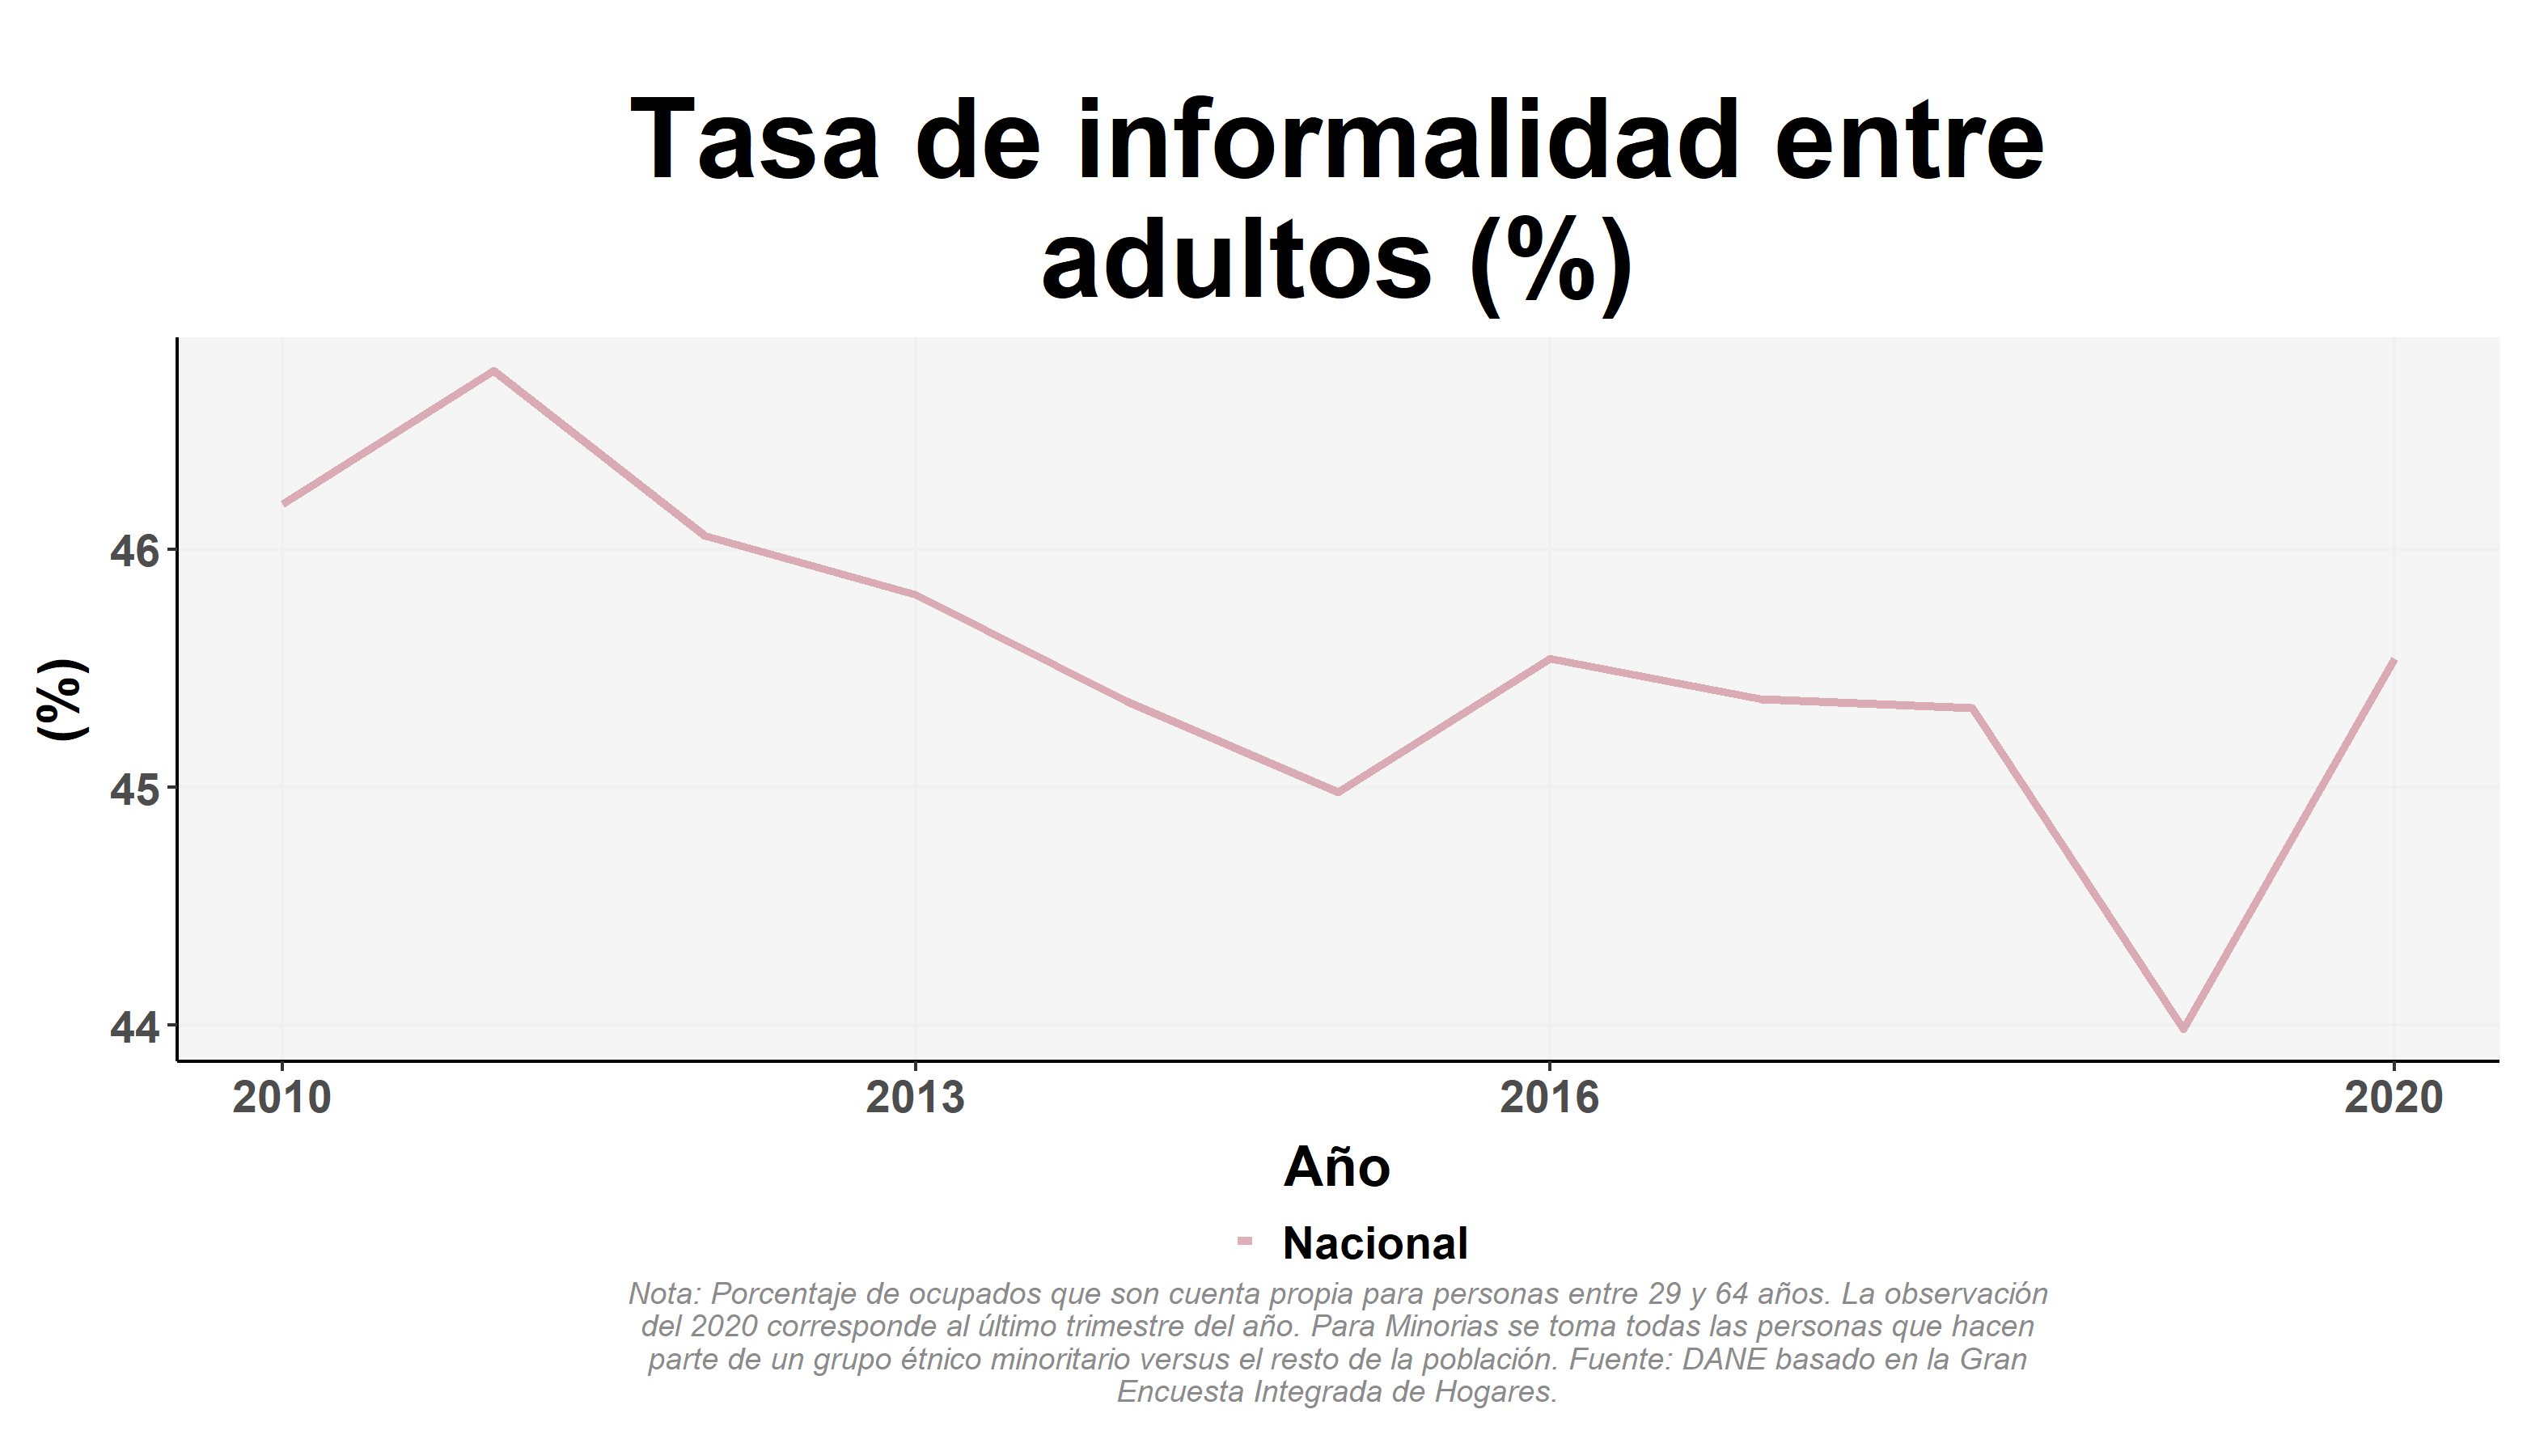 Tasa de informalidad entre
adultos (%)
(%)
46
45
44
2010
2013
2016
2020
Año
Nacional
Nota: Porcentaje de ocupados que son cuenta propia para personas entre 29 y 64 años. La observación
del 2020 corresponde al último trimestre del año. Para Minorias se toma todas las personas que hacen
parte de un grupo étnico minoritario versus el resto de la población. Fuente: DANE basado en la Gran
Encuesta Integrada de Hogares.